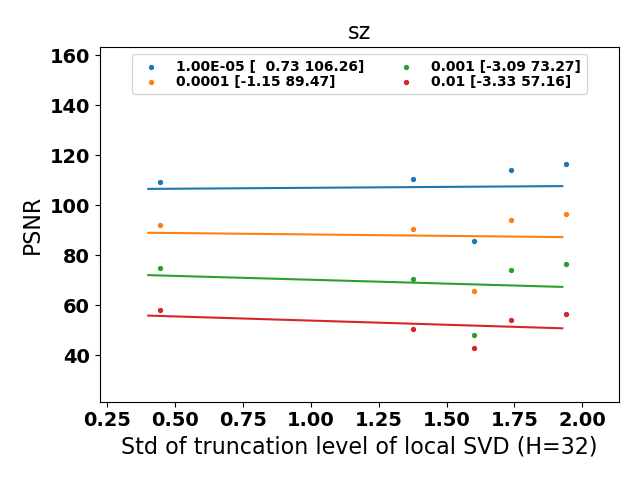 sz
1.00E-05 [  0.73 106.26]
0.0001 [-1.15 89.47]
0.001 [-3.09 73.27]
0.01 [-3.33 57.16]
PSNR
160
140
120
100
80
60
40
0.25 0.50 0.75 1.00 1.25 1.50 1.75 2.00
Std of truncation level of local SVD (H=32)